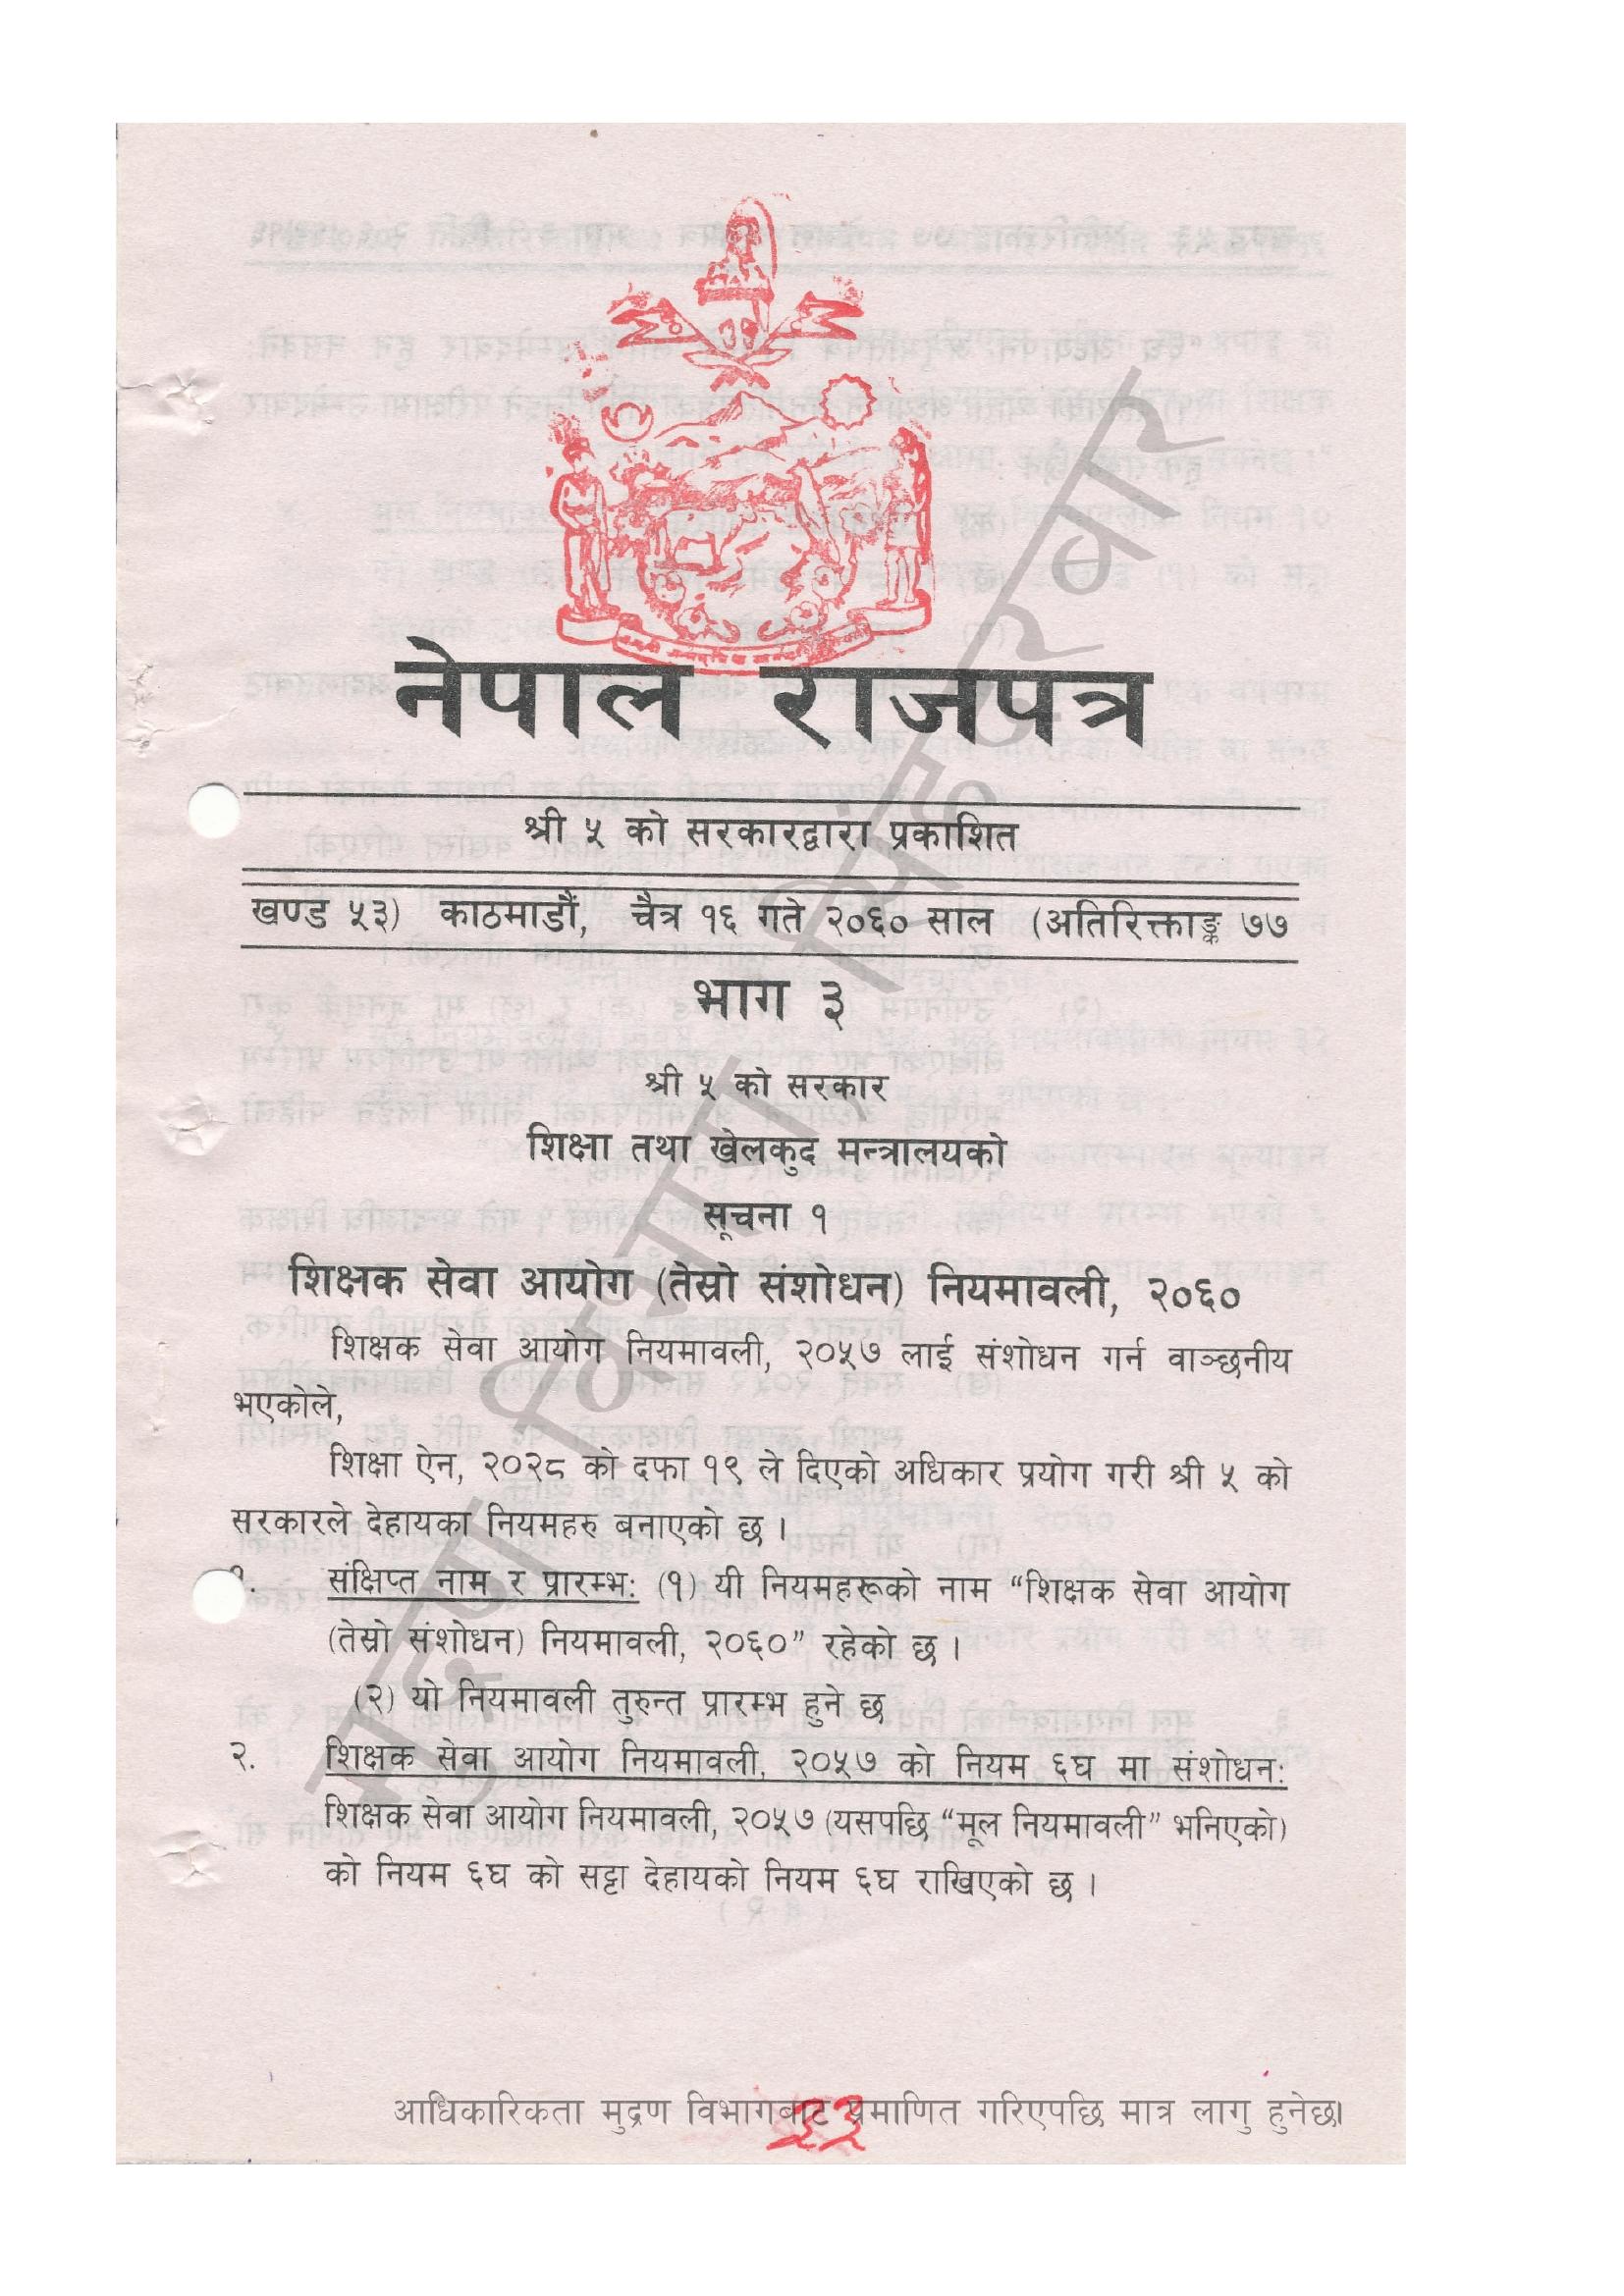 नेपाल राजपत्र
श्री ५ को सरकारद्वारा प्रकाशित
खण्ड ५३) काठमाडौं, चैत्र १६ गते २०६० साल (अतिरिक्ताङ्क ७७
भाग ३
श्री ५ को सरकार
शिक्षा तथा खेलकुद मन्त्रालयको
सूचना १
शिक्षक सेवा आयोग (तेस्रो संशोधन) नियमावली, २०६०
शिक्षक सेवा आयोग नियमावली, २०५७ लाई संशोधन गर्न वाञ्छनीय
भएकोले,
शिक्षा ऐन, २०२८ को दफा १९ ले दिएको अधिकार प्रयोग गरी श्री ५ को
सरकारले देहायका नियमहरु बनाएको छ ।
१. संक्षिप्त नाम र प्रारम्भः (१) यी नियमहरूको नाम “शिक्षक सेवा आयोग
(तेस्रो संशोधन) नियमावली, २०६०” रहेको छ ।
(२) यो नियमावली तुरुन्त प्रारम्भ हुने छ
२. शिक्षक सेवा आयोग नियमावली, २०५७ को नियम ६घ मा संशोधनः
शिक्षक सेवा आयोग नियमावली, २०५७ (यसपछि “मूल नियमावली” भनिएको)
को नियम ६घ को सट्टा देहायको नियम ६घ राखिएको छ ।
मुद्रण विभाग, सिंहदरबार
आधिकारिकता मुद्रण विभागबाट प्रमाणित गरिएपछि मात्र लागु हुनेछ।
३३